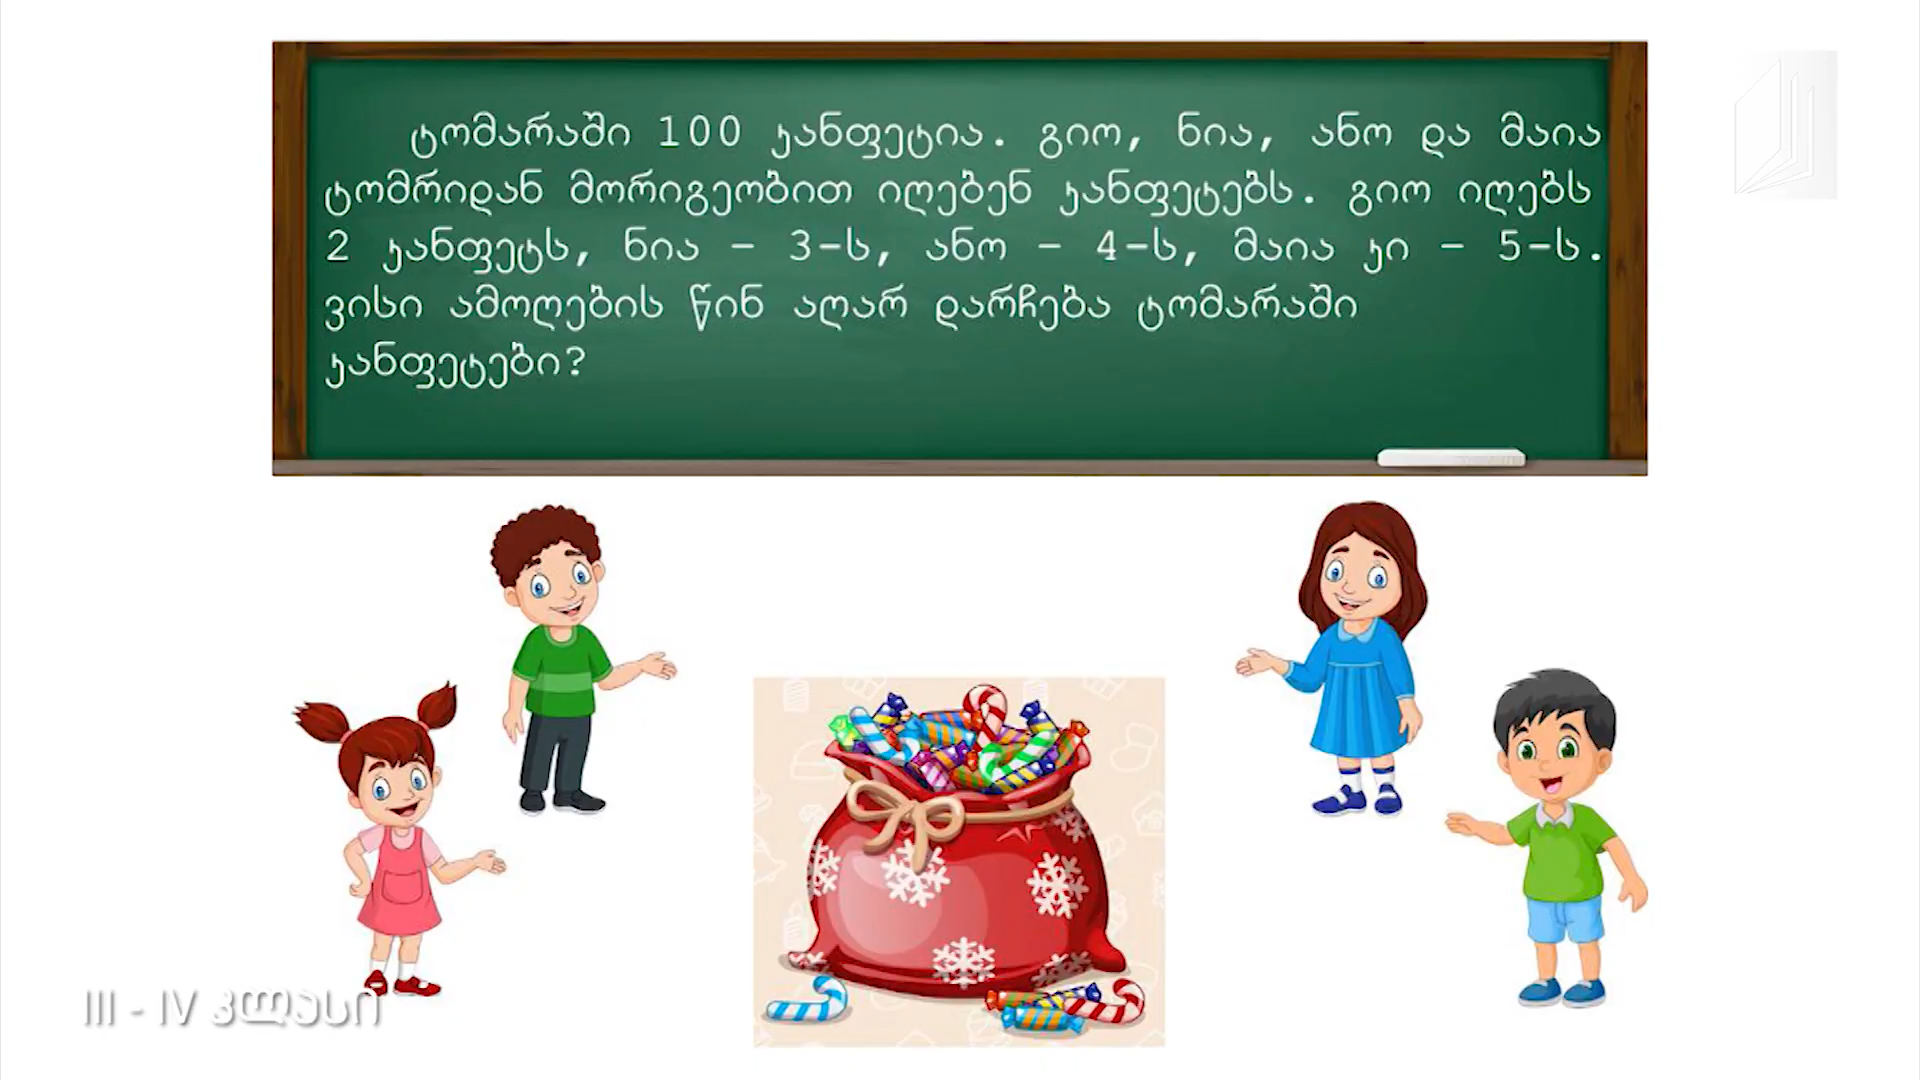 ტომარაში 100 კანფეტია. გიო, ნია, ანო და მაია
ტომრიდან მორიგეობით იღებენ კანფეტებს. გიო იღებს
2 კანფეტს, ნია – 3-ს, ანო – 4-ს, მაია კი – 5-ს.
ვისი ამოღების წინ აღარ დარჩება ტომარაში
კანფეტები?
III - IV კლასი